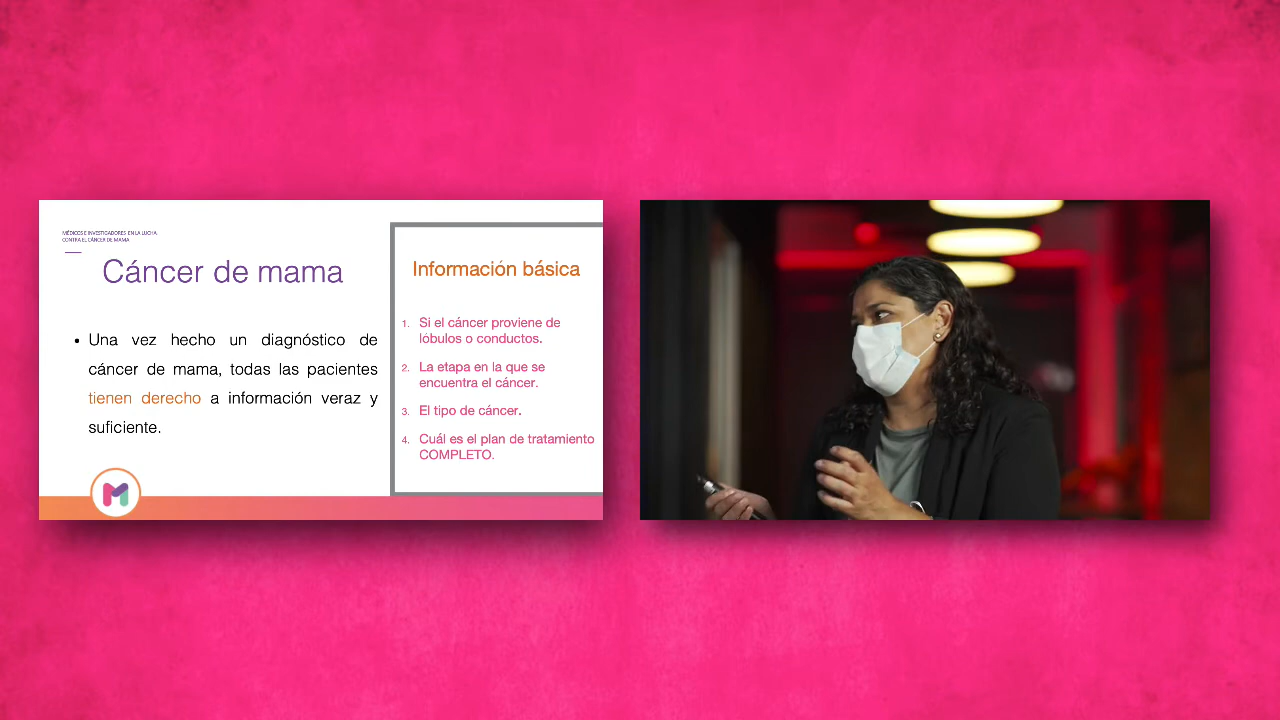 MÉDICOS E INVESTIGADORES EN LA LUCHA
CONTRA EL CÁNCER DE MAMA
Cáncer de mama
• Una vez hecho un diagnóstico de
cáncer de mama, todas las pacientes
tienen derecho a información veraz y
suficiente.
Información básica
1. Si el cáncer proviene de
lóbulos o conductos.
2. La etapa en la que se
encuentra el cáncer.
3. El tipo de cáncer.
4. Cuál es el plan de tratamiento
COMPLETO.
M